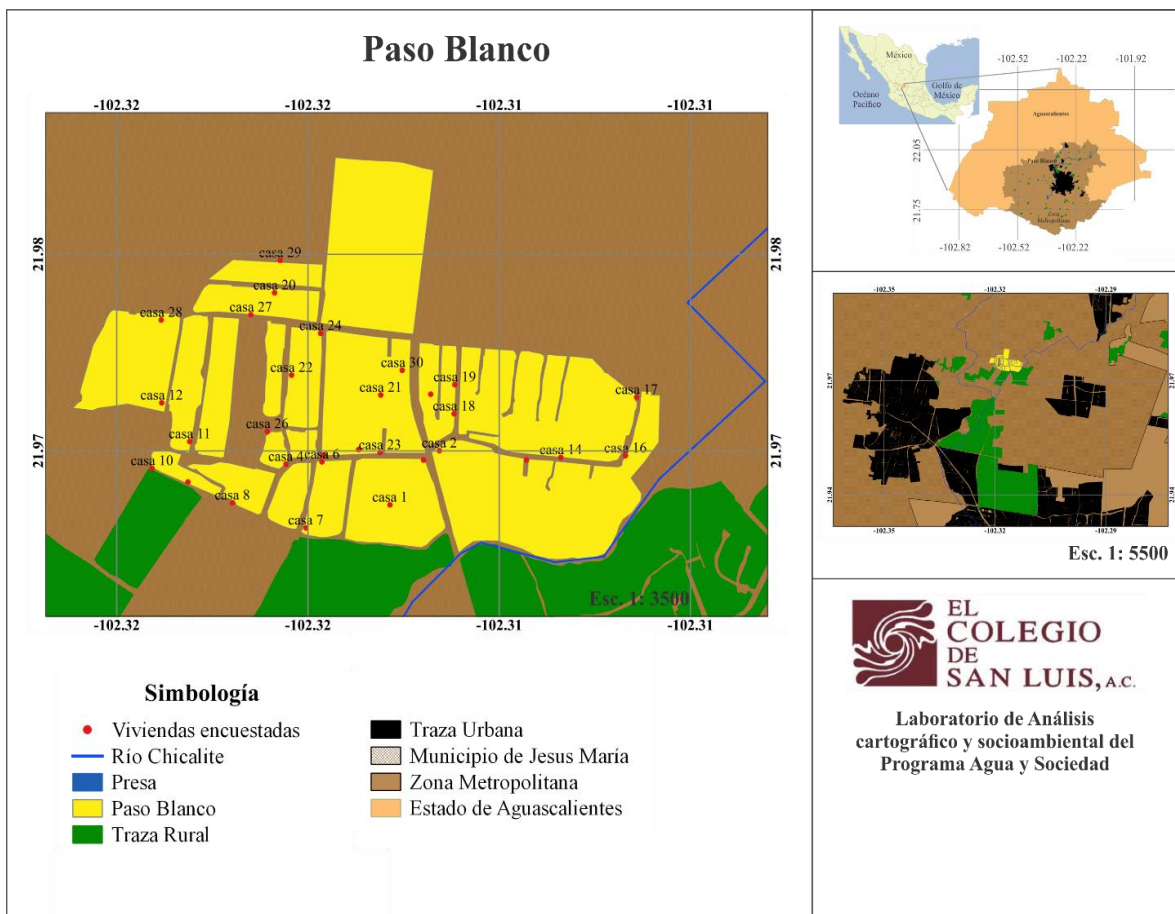 Paso Blanco
-102.32
-102.32
-102.31
-102.31
21.98
21.98
21.97
21.97
casa 29
casa 20
casa 27
casa 28
casa 24
casa 30
casa 22
casa 19
casa 21
casa 17
casa 12
casa 18
casa 26
casa 11
casa 2
casa 23
casa 14
casa 16
casa 6
casa 4
casa 10
casa 8
casa 1
casa 7
Esc. 1: 3500
-102.32
-102.32
-102.31
-102.31
Simbología
Viviendas encuestadas
Río Chicalite
Presa
Paso Blanco
Traza Rural
Traza Urbana
Municipio de Jesus María
Zona Metropolitana
Estado de Aguascalientes
México
Golfo de
México
Océano
Pacífico
-102.52
-102.22
-101.92
Aguascalientes
22.05
Paso Blanco
21.75
Zona
Metropolitana
-102.82
-102.52
-102.22
-102.35
-102.32
-102.29
21.97
21.97
21.94
21.94
-102.35
-102.32
-102.29
Esc. 1: 5500
EL
COLEGIO
DE
SAN LUIS, A.C.
Laboratorio de Análisis
cartográfico y socioambiental del
Programa Agua y Sociedad